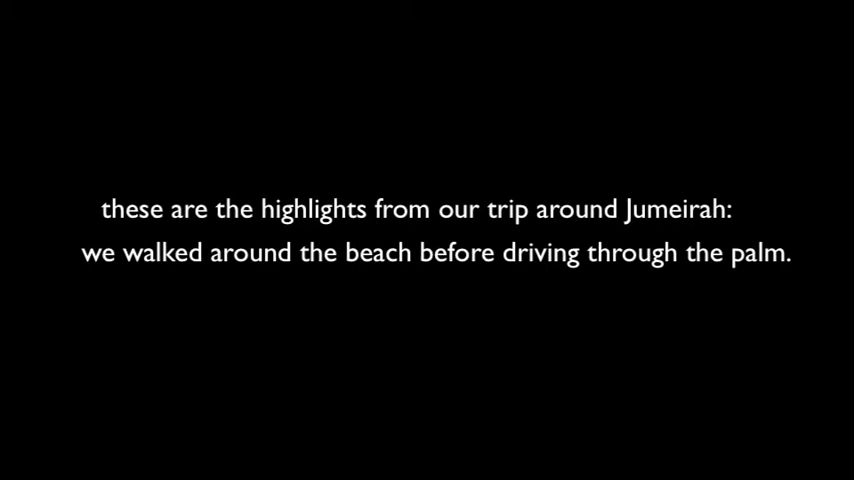 these are the highlights from our trip around Jumeirah:
we walked around the beach before driving through the palm.